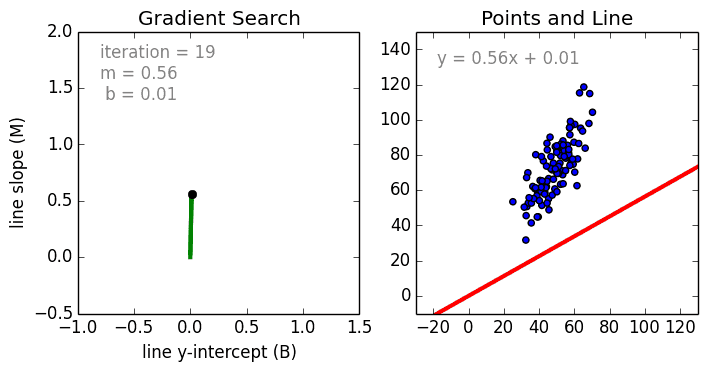 Gradient Search
2.0
1.5
1.0
0.5
0.0
−0.5
iteration = 19
m = 0.56
b = 0.01
line slope (M)
−1.0 −0.5 0.0 0.5 1.0 1.5
line y-intercept (B)
Points and Line
140
120
100
80
60
40
20
0
y = 0.56x + 0.01
−20 0 20 40 60 80 100 120